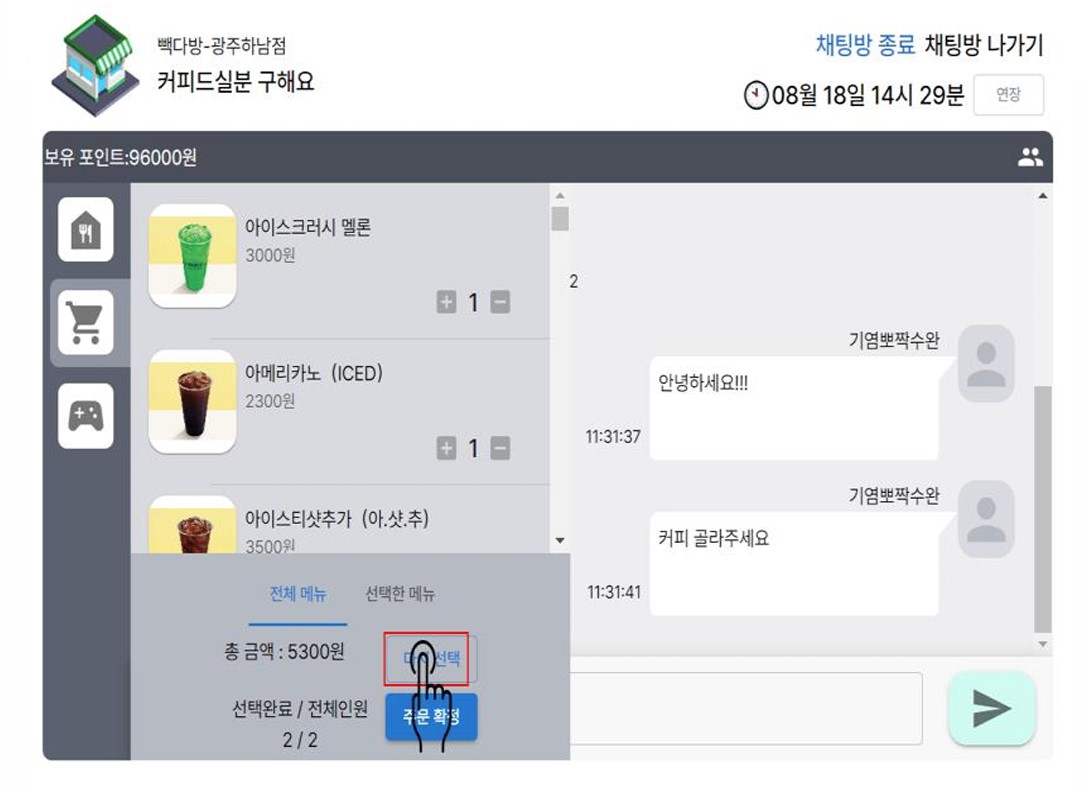 빽다방-광주하남점
커피드실분 구해요
채팅방 종료 채팅방 나가기
08월 18일 14시 29분 연장
보유 포인트:96000원
아이스크러시 멜론
3000원
1
아메리카노 (ICED)
2300원
1
아이스티샷추가 (아.샷.추)
3500원
전체 메뉴 선택한 메뉴
총 금액 : 5300원
선택
선택완료 / 전체인원
2 / 2
주문 확정
2
기염뽀짝수완
안녕하세요!!!
11:31:37
기염뽀짝수완
커피 골라주세요
11:31:41